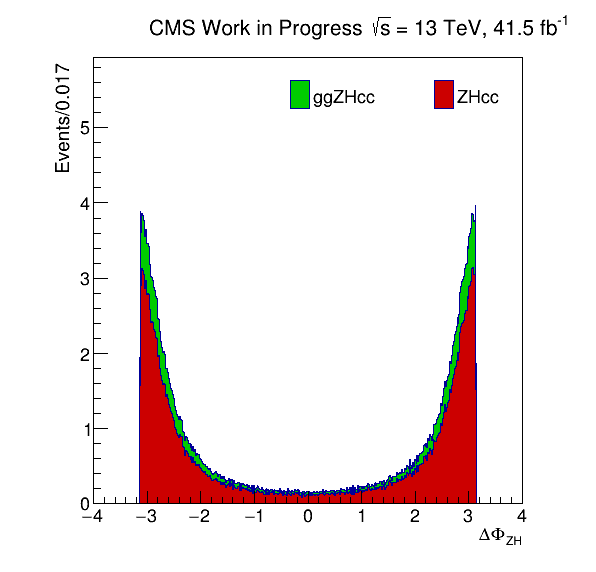 CMS Work in Progress √s = 13 TeV, 41.5 fb⁻¹
Events/0.017
ggZHcc ZHcc
5
4
3
2
1
0
−4 −3 −2 −1 0 1 2 3 4
ΔΦ_ZH